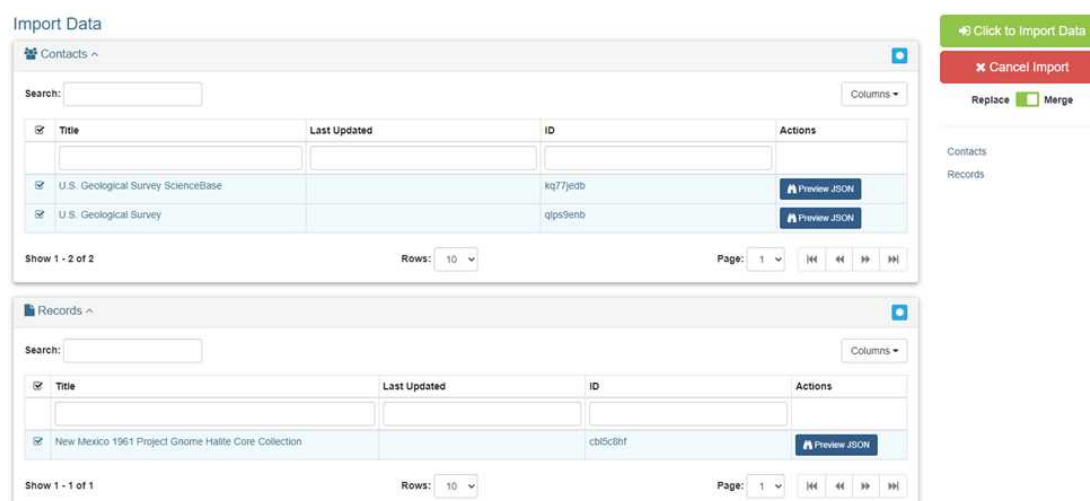 Import Data
Contacts
Search:
Columns
Title Last Updated ID Actions
U.S. Geological Survey ScienceBase kq77jedb Preview JSON
U.S. Geological Survey qlps9enb Preview JSON
Show 1 - 2 of 2 Rows: 10 Page: 1
Records
Search:
Columns
Title Last Updated ID Actions
New Mexico 1961 Project Gnome Halite Core Collection cbl5c8hf Preview JSON
Show 1 - 1 of 1 Rows: 10 Page: 1
Click to Import Data
Cancel Import
Replace Merge
Contacts
Records